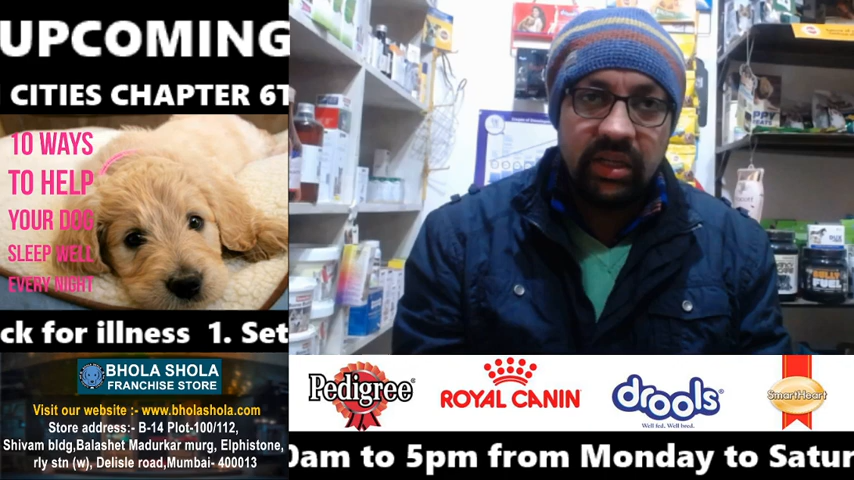 UPCOMING
CITIES CHAPTER 6T
10 WAYS
TO HELP
YOUR DOG
SLEEP WELL
EVERY NIGHT
ck for illness 1. Set
BHOLA SHOLA
FRANCHISE STORE
Visit our website :- www.bholashola.com
Store address:- B-14 Plot-100/112,
Shivam bldg,Balashet Madurkar murg, Elphistone,
rly stn (w), Delisle road,Mumbai- 400013
Pedigree®
ROYAL CANIN
drools®
Well fed. Well bred.
SmartHeart
0am to 5pm from Monday to Satur
BULLY
FUEL